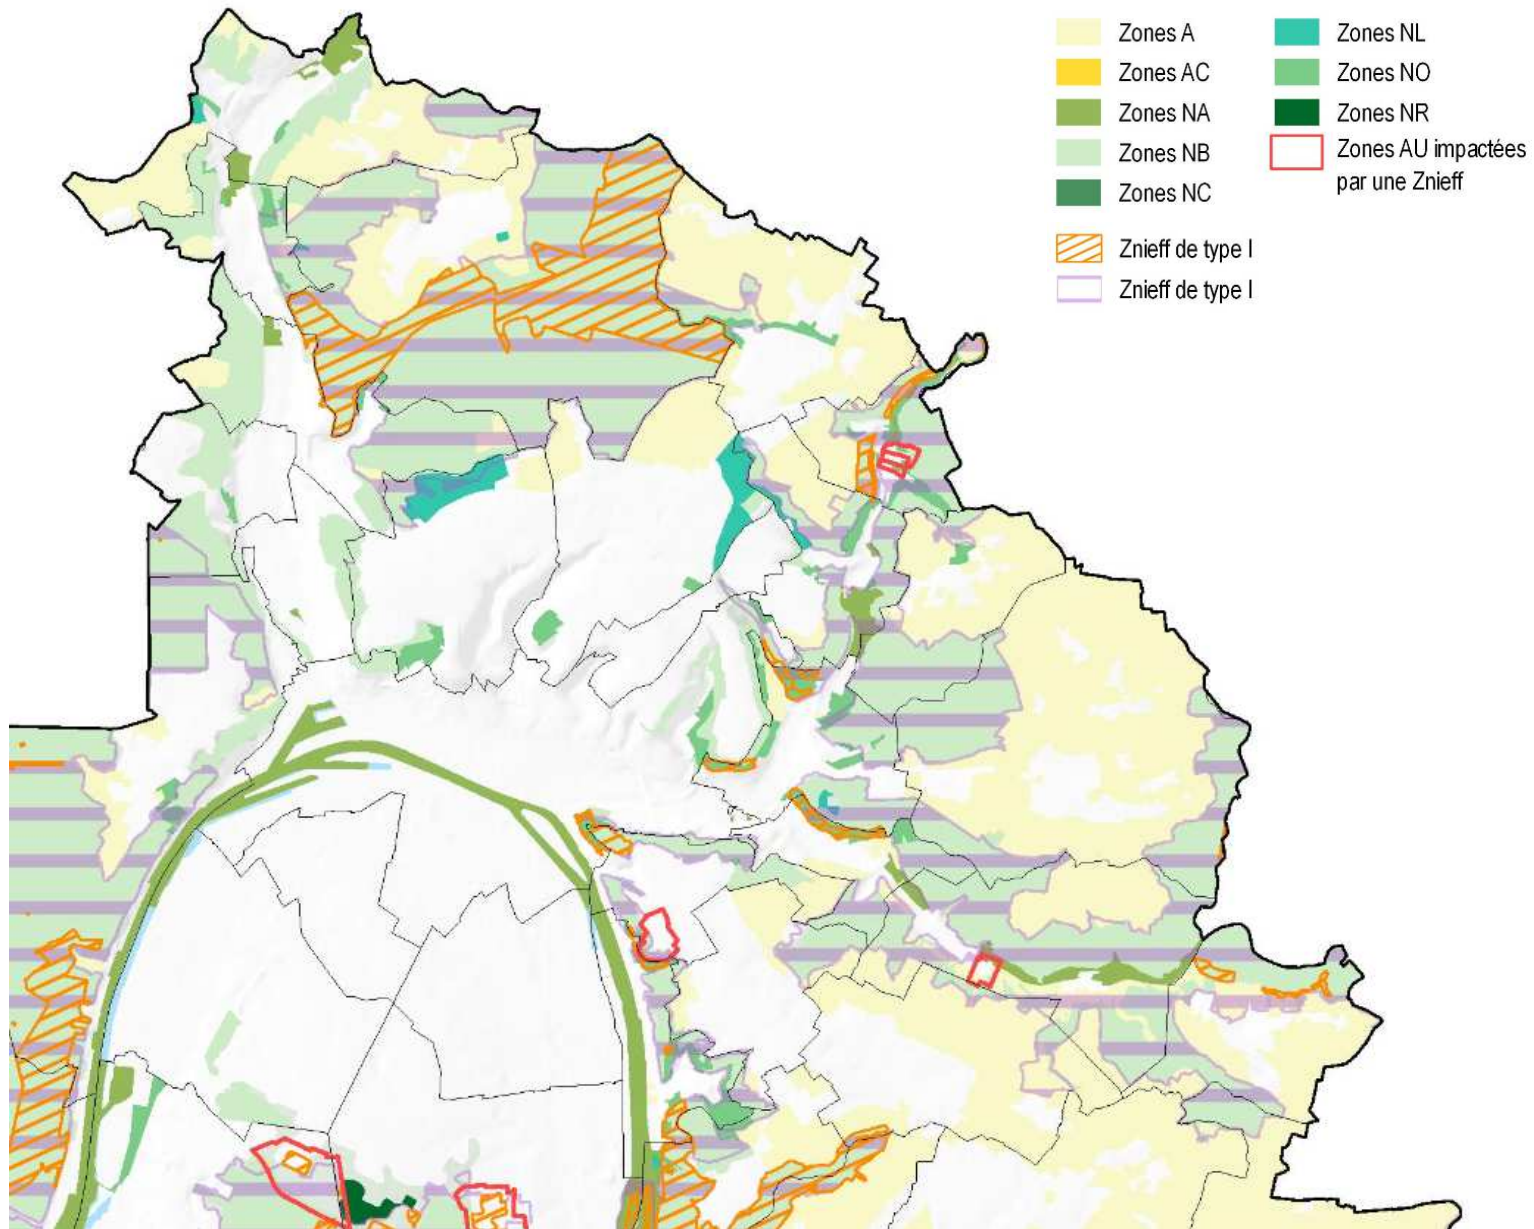 Zones A
Zones AC
Zones NA
Zones NB
Zones NC
Znieff de type I
Znieff de type I
Zones NL
Zones NO
Zones NR
Zones AU impactées
par une Znieff